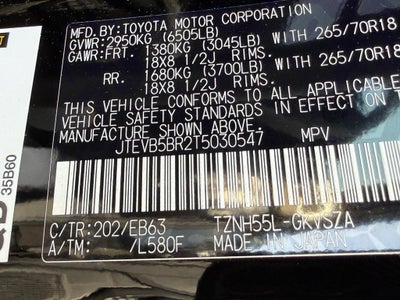 MFD.BY:TOYOTA MOTOR CORPORATION
GVWR:2950KG (6505LB)
GAWR:FRT. 1380KG (3045LB) WITH 265/70R18
18X8 1/2J RIMS.
RR. 1680KG (3700LB) WITH 265/70R18
18X8 1/2J RIMS.
THIS VEHICLE CONFORMS TO ALL APPLICABLE
VEHICLE SAFETY STANDARDS IN EFFECT
MANUFACTURE SHOWN ABOVE.
JTEVB5BR2T5030547 MPV
C/TR:202/EB63 TZNH55L-GKVSZA
A/TM: /L580F MADE IN JAPAN
35B60